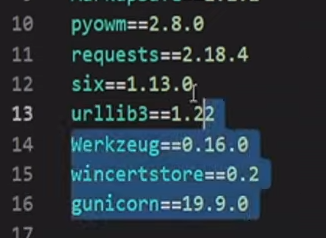 10 pyowm==2.8.0
11 requests==2.18.4
12 six==1.13.0
13 urllib3==1.22
14 Werkzeug==0.16.0
15 wincertstore==0.2
16 gunicorn==19.9.0
17